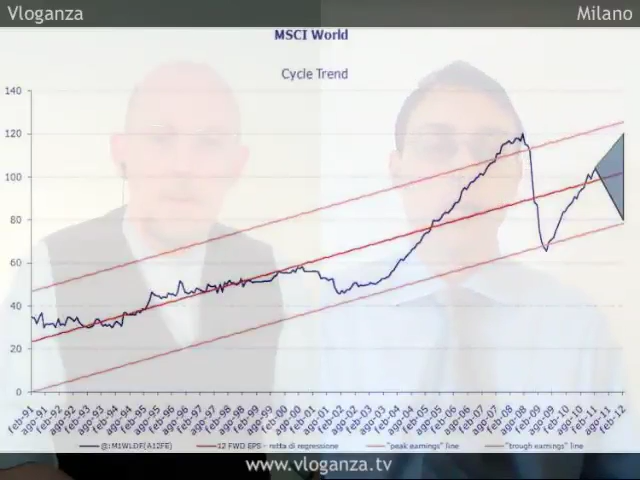 Vloganza
Milano
MSCI World
Cycle Trend
140
120
100
80
60
40
20
0
feb-91 ago-91 feb-92 ago-92 feb-93 ago-93 feb-94 ago-94 feb-95 ago-95 feb-96 ago-96 feb-97 ago-97 feb-98 ago-98 feb-99 ago-99 feb-00 ago-00 feb-01 ago-01 feb-02 ago-02 feb-03 ago-03 feb-04 ago-04 feb-05 ago-05 feb-06 ago-06 feb-07 ago-07 feb-08 ago-08 feb-09 ago-09 feb-10 ago-10 feb-11 ago-11 feb-12
@:M1WLDF(A12FE) 12 FWD EPS - retta di regressione "peak earnings" line "trough earnings" line
www.vloganza.tv